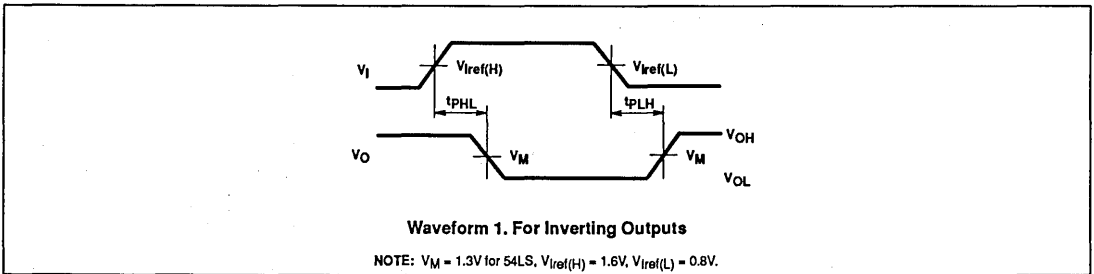 VI
VIref(H)
VIref(L)
tPHL
tPLH
VO
VM
VM
VOH
VOL
Waveform 1. For Inverting Outputs
NOTE: VM = 1.3V for 54LS, VIref(H) = 1.6V, VIref(L) = 0.8V.